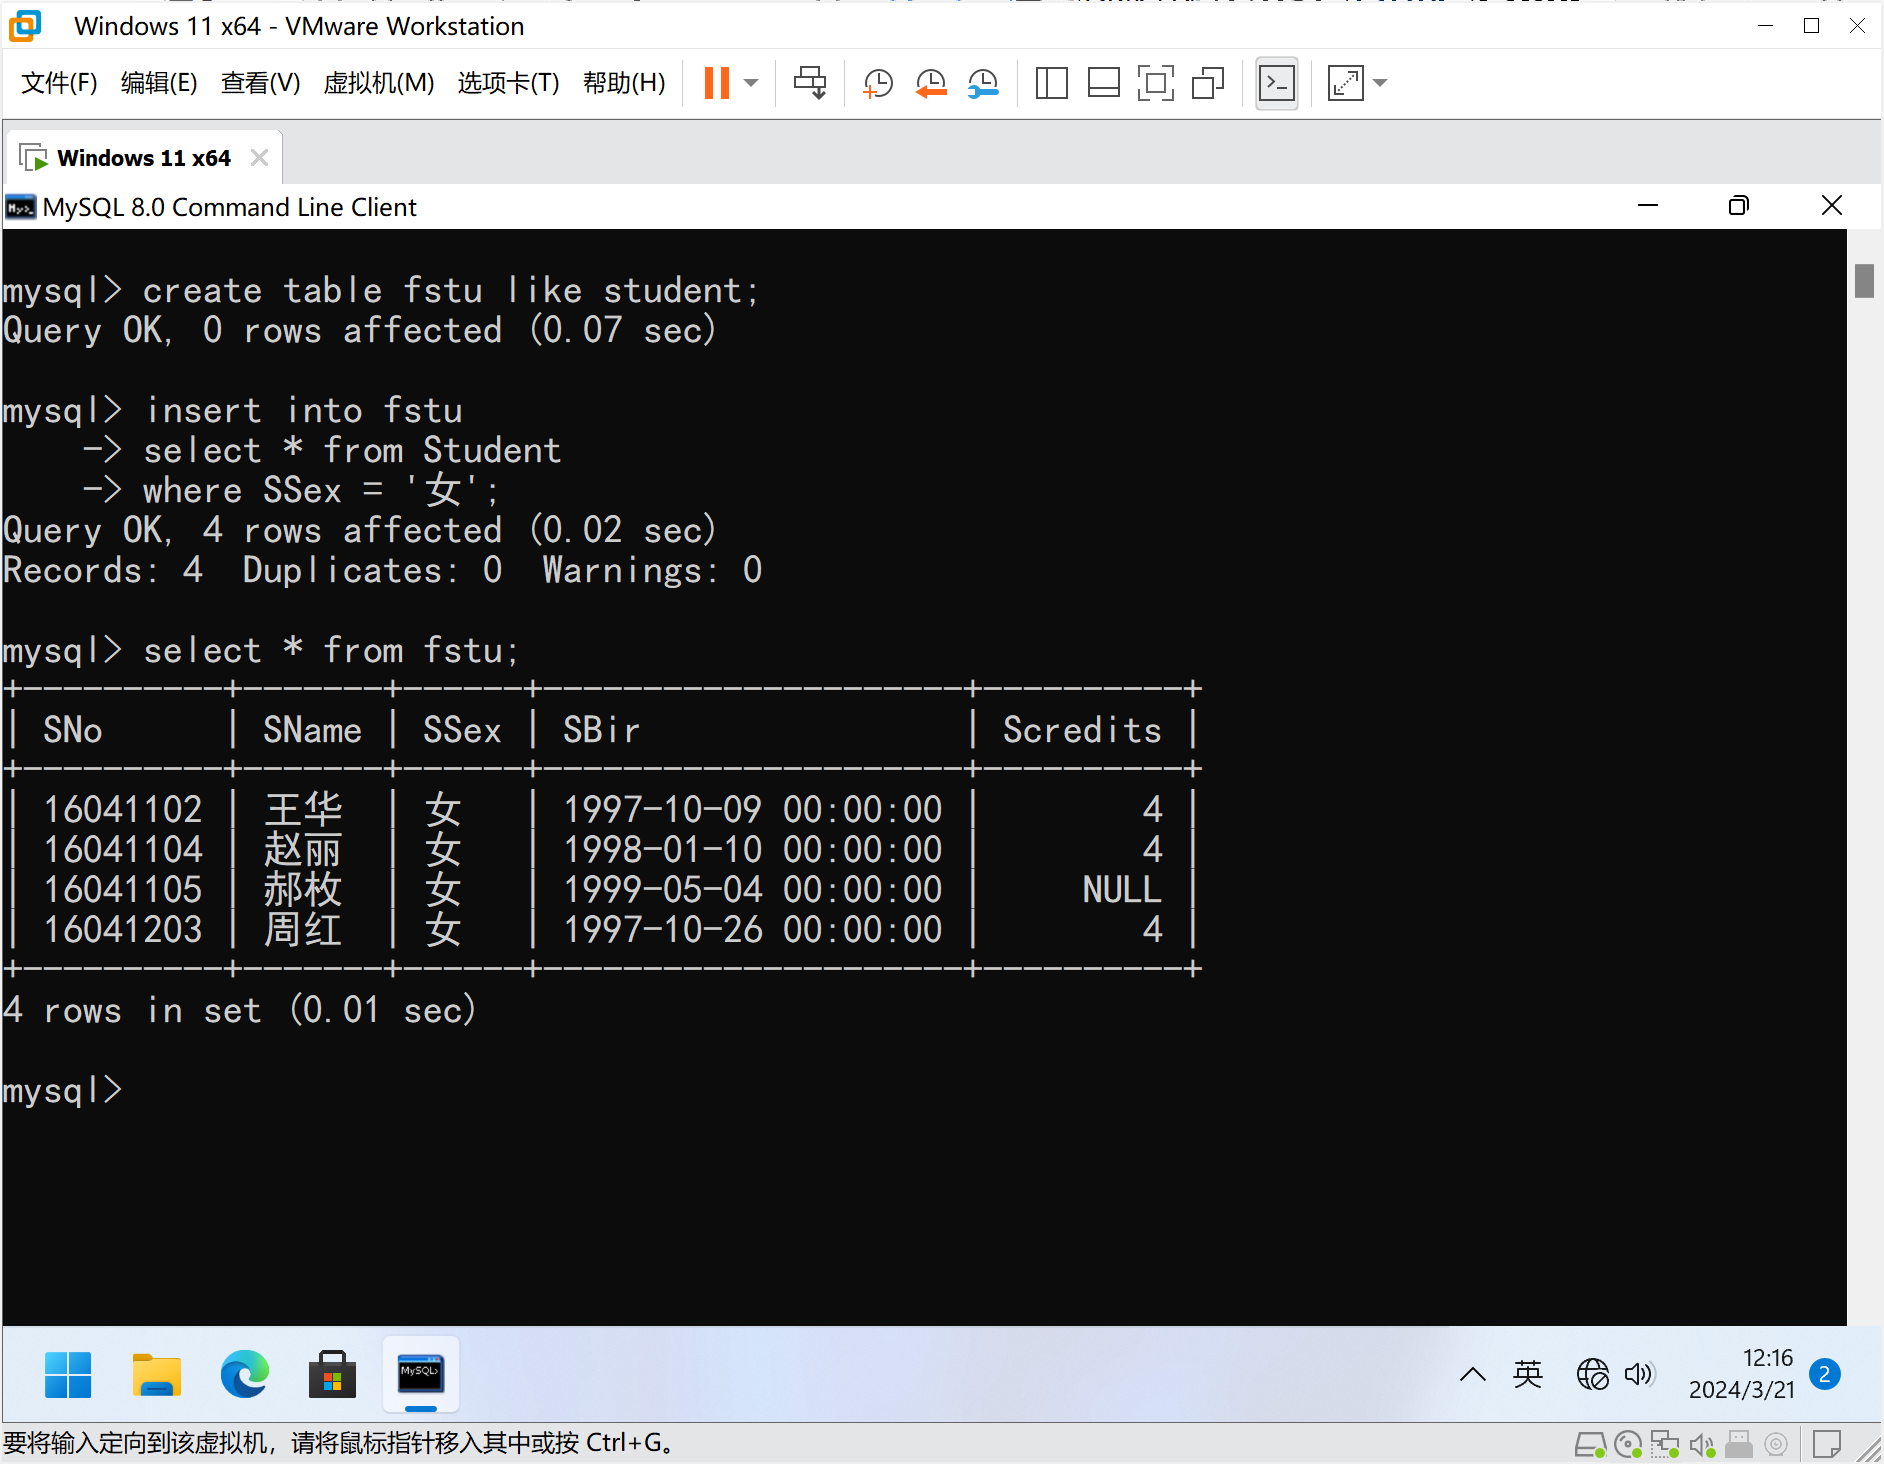 Windows 11 x64 - VMware Workstation
文件(F) 编辑(E) 查看(V) 虚拟机(M) 选项卡(T) 帮助(H)
Windows 11 x64
MySQL 8.0 Command Line Client
mysql> create table fstu like student;
Query OK, 0 rows affected (0.07 sec)
mysql> insert into fstu
    -> select * from Student
    -> where SSex = '女';
Query OK, 4 rows affected (0.02 sec)
Records: 4  Duplicates: 0  Warnings: 0
mysql> select * from fstu;
+----------+-------+------+---------------------+----------+
| SNo      | SName | SSex | SBir                | Scredits |
+----------+-------+------+---------------------+----------+
| 16041102 | 王华  | 女   | 1997-10-09 00:00:00 |        4 |
| 16041104 | 赵丽  | 女   | 1998-01-10 00:00:00 |        4 |
| 16041105 | 郝枚  | 女   | 1999-05-04 00:00:00 |     NULL |
| 16041203 | 周红  | 女   | 1997-10-26 00:00:00 |        4 |
+----------+-------+------+---------------------+----------+
4 rows in set (0.01 sec)
mysql>
MySQL>
英
12:16
2024/3/21
2
要将输入定向到该虚拟机，请将鼠标指针移入其中或按 Ctrl+G。